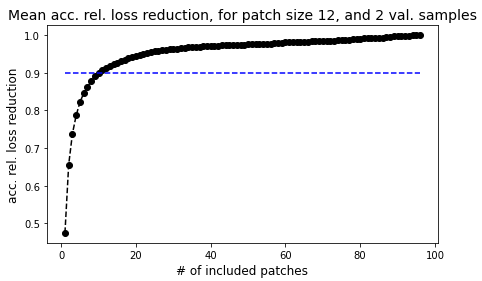 Mean acc. rel. loss reduction, for patch size 12, and 2 val. samples
acc. rel. loss reduction
1.0
0.9
0.8
0.7
0.6
0.5
0 20 40 60 80 100
# of included patches